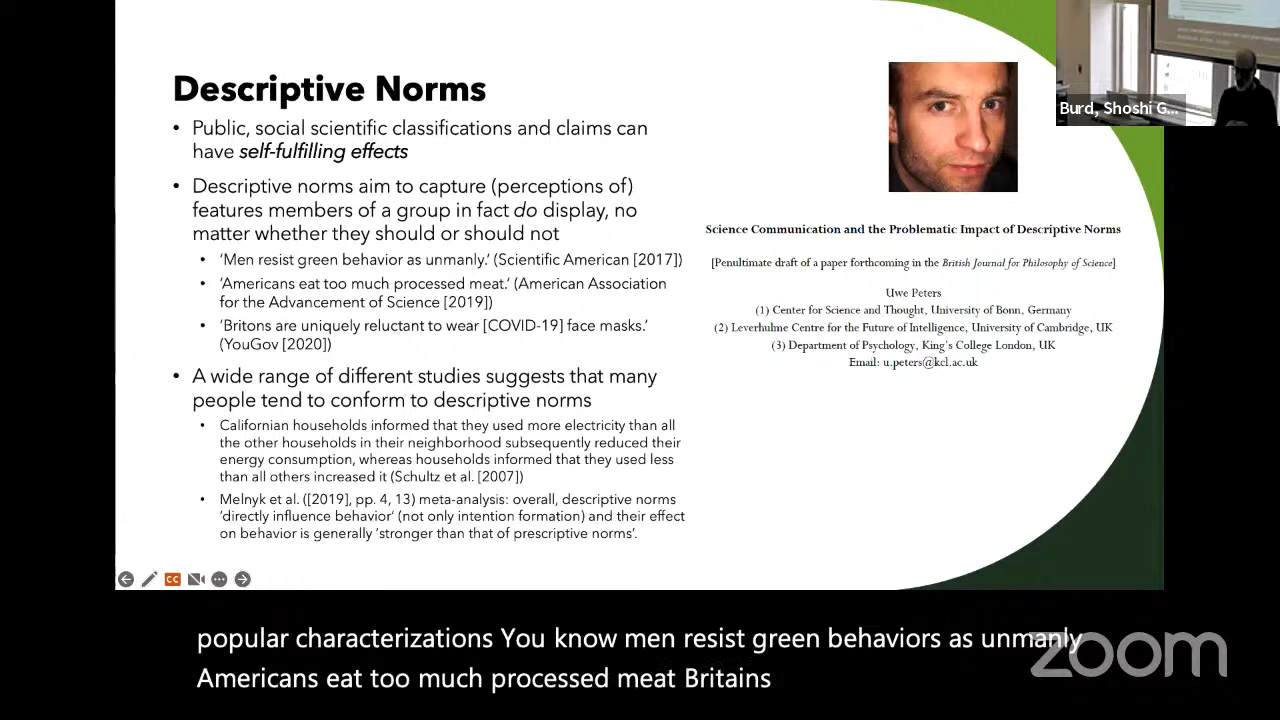 Descriptive Norms
• Public, social scientific classifications and claims can
have self-fulfilling effects
• Descriptive norms aim to capture (perceptions of)
features members of a group in fact do display, no
matter whether they should or should not
• ‘Men resist green behavior as unmanly.’ (Scientific American [2017])
• ‘Americans eat too much processed meat.’ (American Association
for the Advancement of Science [2019])
• ‘Britons are uniquely reluctant to wear [COVID-19] face masks.’
(YouGov [2020])
• A wide range of different studies suggests that many
people tend to conform to descriptive norms
• Californian households informed that they used more electricity than all
the other households in their neighborhood subsequently reduced their
energy consumption, whereas households informed that they used less
than all others increased it (Schultz et al. [2007])
• Melnyk et al. ([2019], pp. 4, 13) meta-analysis: overall, descriptive norms
‘directly influence behavior’ (not only intention formation) and their effect
on behavior is generally ‘stronger than that of prescriptive norms’.
Science Communication and the Problematic Impact of Descriptive Norms
[Penultimate draft of a paper forthcoming in the British Journal for Philosophy of Science]
Uwe Peters
(1) Center for Science and Thought, University of Bonn, Germany
(2) Leverhulme Centre for the Future of Intelligence, University of Cambridge, UK
(3) Department of Psychology, King's College London, UK
Email: u.peters@kcl.ac.uk
Burd, Shoshi G...
CC
popular characterizations You know men resist green behaviors as unmanly
Americans eat too much processed meat Britains
zoom